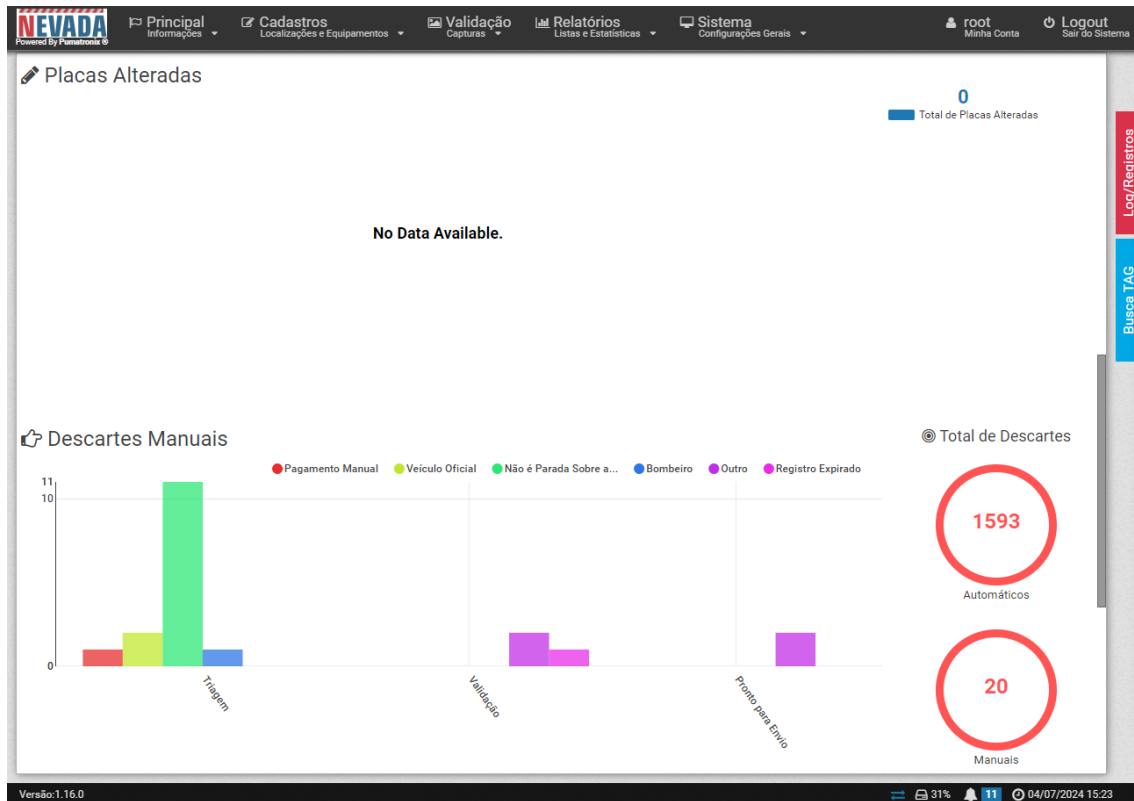 NEVADA
Powered By Pumatronix ®
Principal
Informações
Cadastros
Localizações e Equipamentos
Validação
Capturas
Relatórios
Listas e Estatísticas
Sistema
Configurações Gerais
root
Minha Conta
Logout
Sair do Sistema
Placas Alteradas
0
Total de Placas Alteradas
Log/Registros
Busca TAG
No Data Available.
Descartes Manuais
Total de Descartes
Pagamento Manual Veículo Oficial Não é Parada Sobre a... Bombeiro Outro Registro Expirado
11
10
0
Triagem
Validação
Pronto para Envio
1593
Automáticos
20
Manuais
Versão:1.16.0
31% 11 04/07/2024 15:23